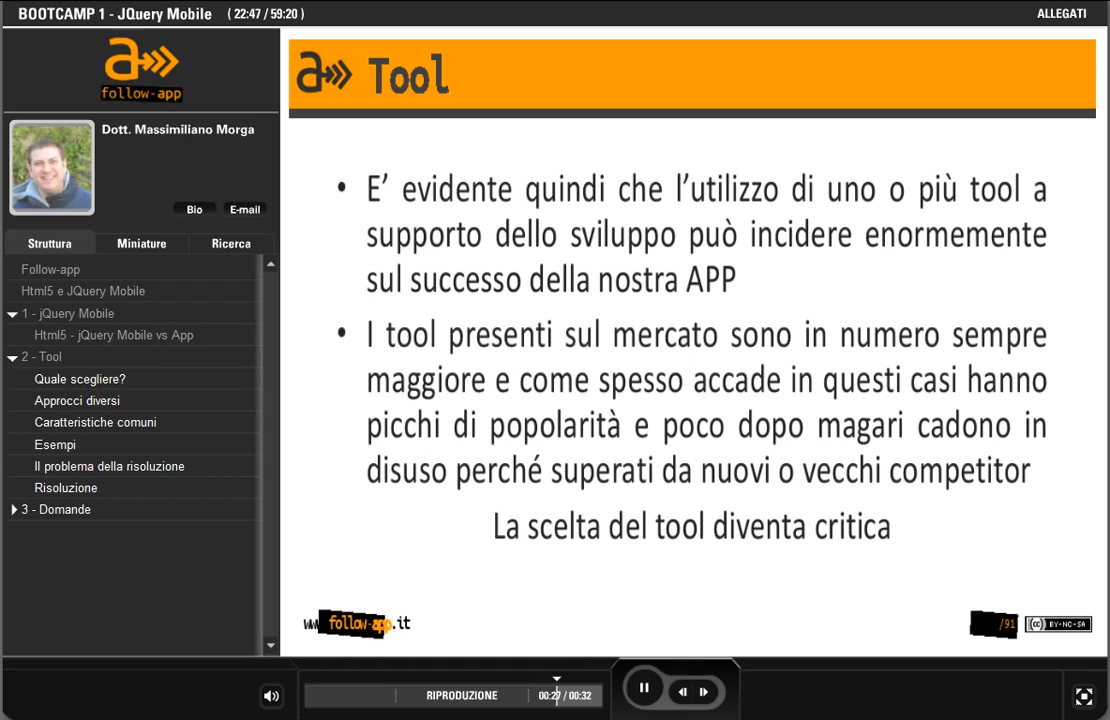 BOOTCAMP 1 - JQuery Mobile ( 22:47 / 59:20 )
ALLEGATI
a
follow-app
Dott. Massimiliano Morga
Bio
E-mail
Struttura
Miniature
Ricerca
Follow-app
Html5 e JQuery Mobile
1 - jQuery Mobile
Html5 - jQuery Mobile vs App
2 - Tool
Quale scegliere?
Approcci diversi
Caratteristiche comuni
Esempi
Il problema della risoluzione
Risoluzione
3 - Domande
a Tool
• E’ evidente quindi che l’utilizzo di uno o più tool a
supporto dello sviluppo può incidere enormemente
sul successo della nostra APP
• I tool presenti sul mercato sono in numero sempre
maggiore e come spesso accade in questi casi hanno
picchi di popolarità e poco dopo magari cadono in
disuso perché superati da nuovi o vecchi competitor
La scelta del tool diventa critica
www.follow-app.it
/91
(cc) BY-NC-SA
RIPRODUZIONE
00:27 / 00:32